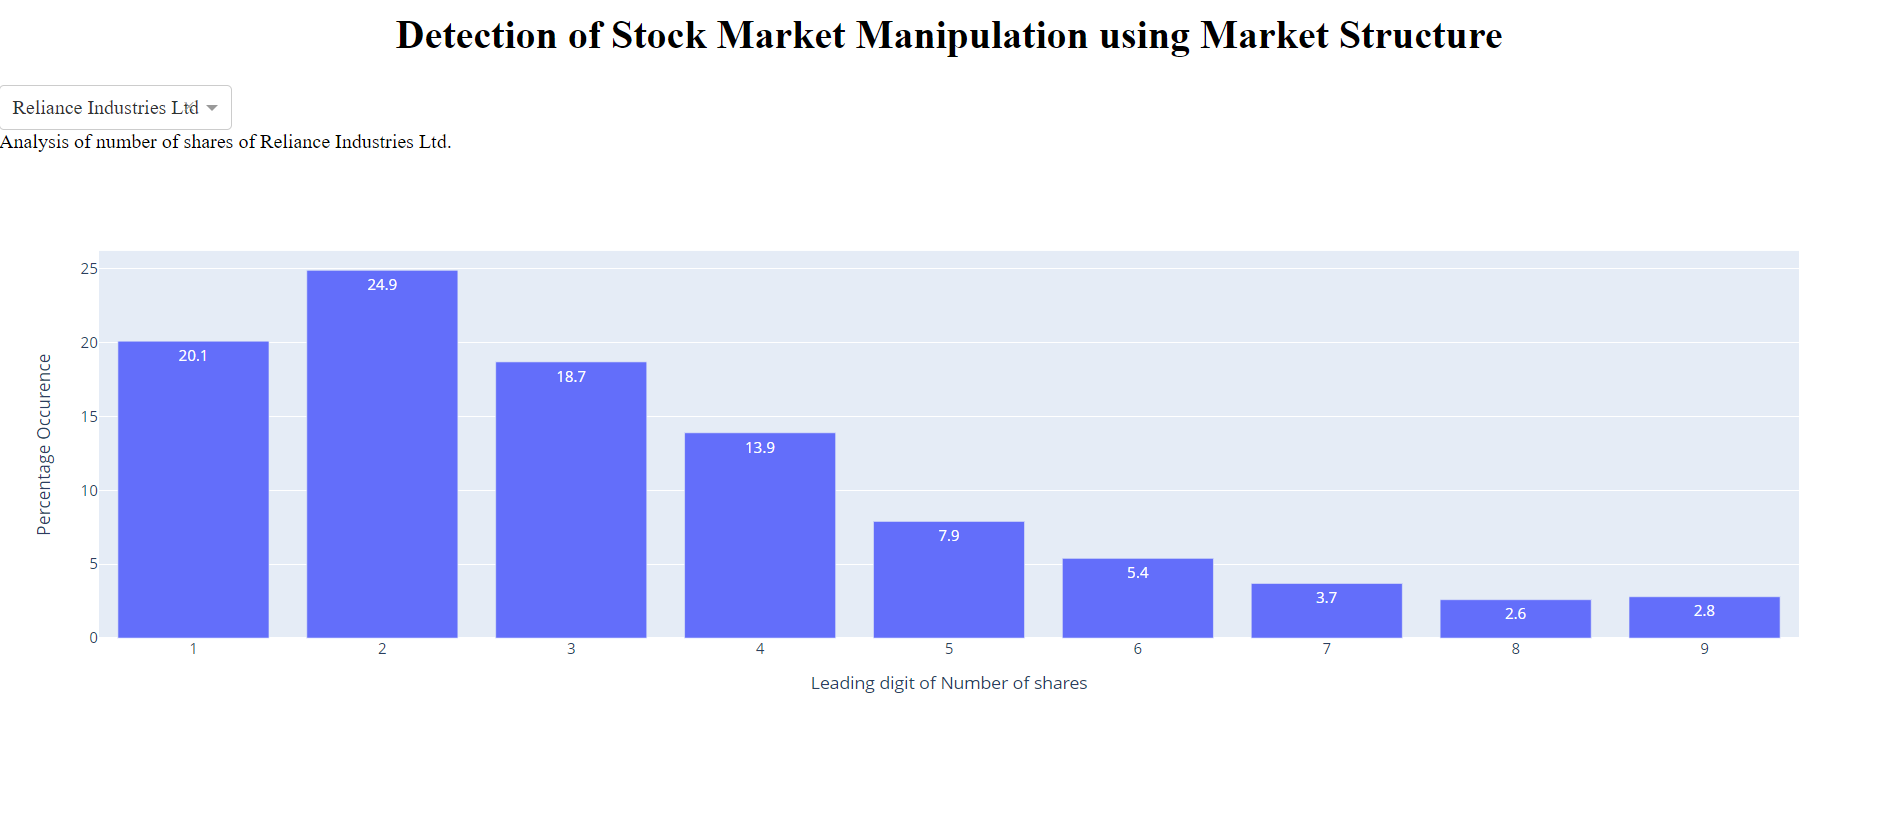 Detection of Stock Market Manipulation using Market Structure
Reliance Industries Ltd
Analysis of number of shares of Reliance Industries Ltd.
25
20
15
10
5
0
Percentage Occurence
20.1
24.9
18.7
13.9
7.9
5.4
3.7
2.6
2.8
1 2 3 4 5 6 7 8 9
Leading digit of Number of shares